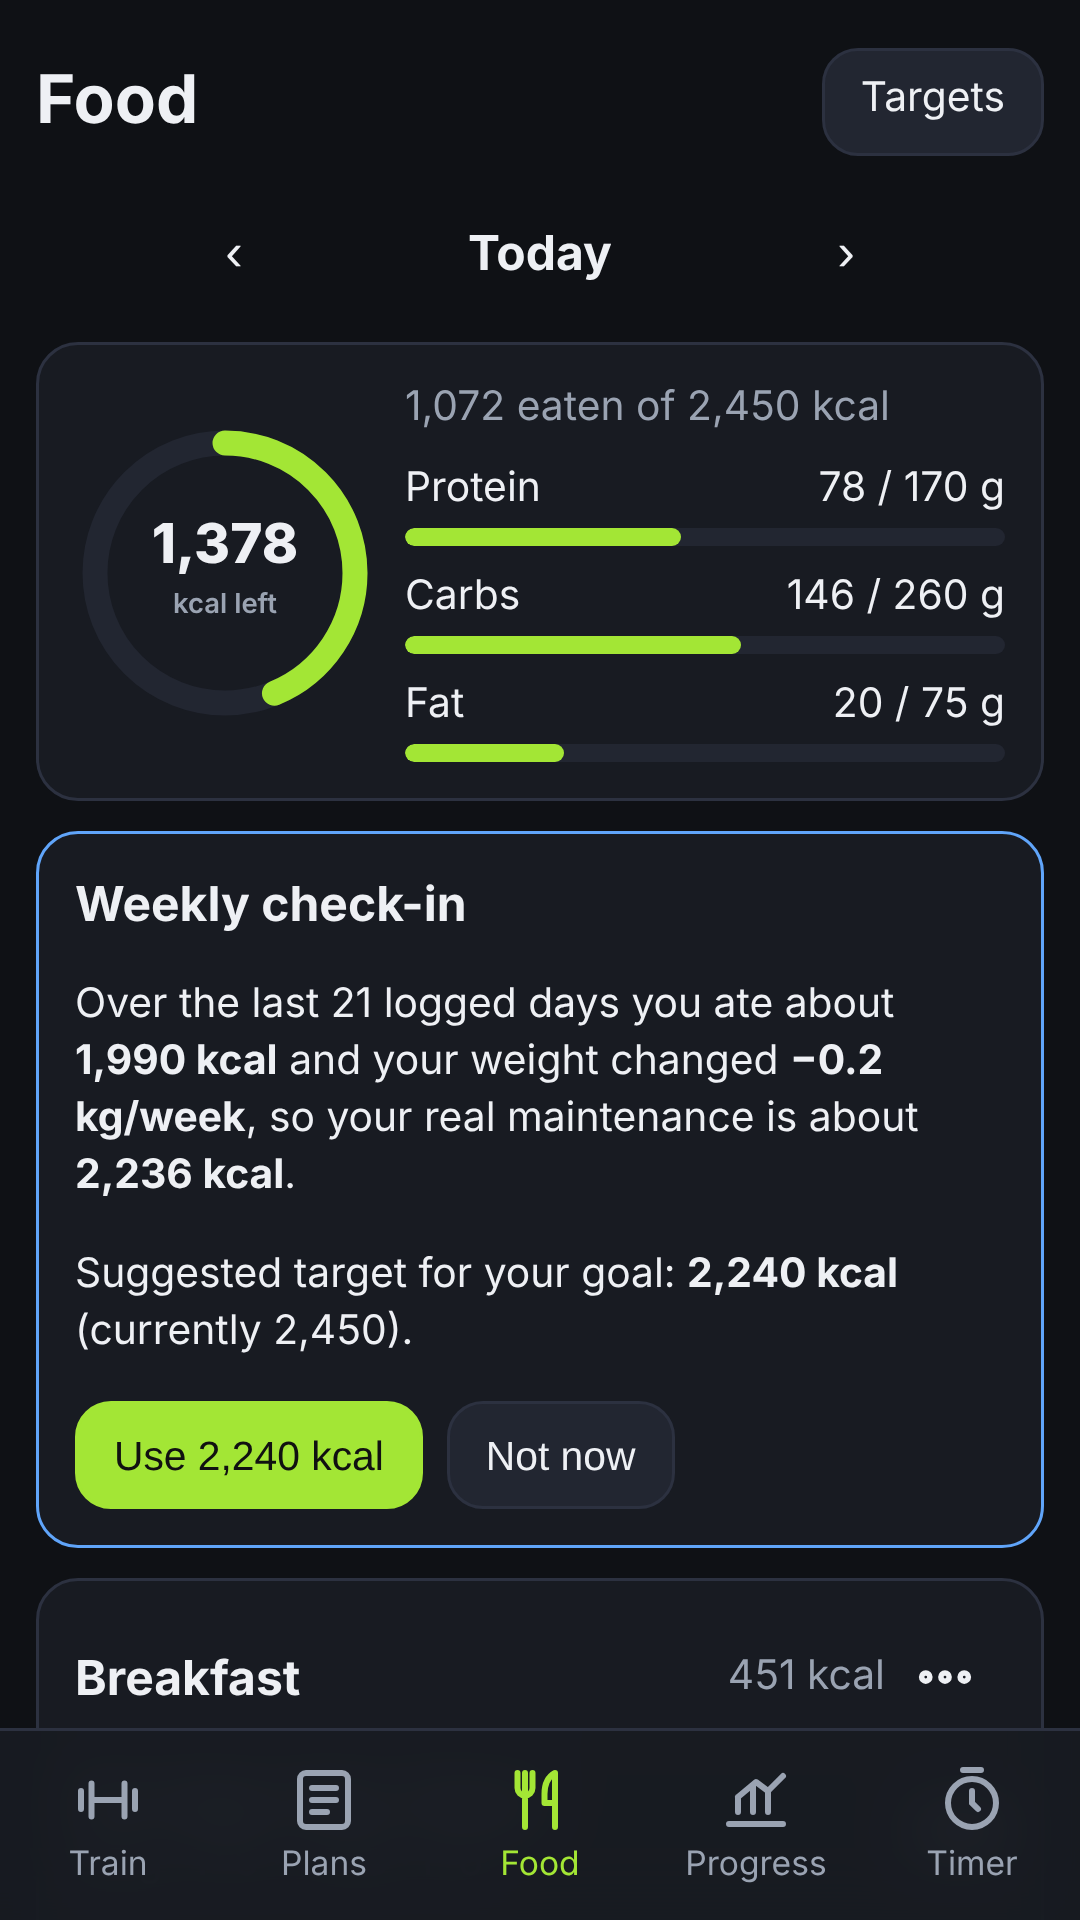 Food
Targets
‹ Today ›
1,072 eaten of 2,450 kcal
1,378
kcal left
Protein 78 / 170 g
Carbs 146 / 260 g
Fat 20 / 75 g
Weekly check-in
Over the last 21 logged days you ate about
1,990 kcal and your weight changed −0.2
kg/week, so your real maintenance is about
2,236 kcal.
Suggested target for your goal: 2,240 kcal
(currently 2,450).
Use 2,240 kcal
Not now
Breakfast 451 kcal •••
Train
Plans
Food
Progress
Timer